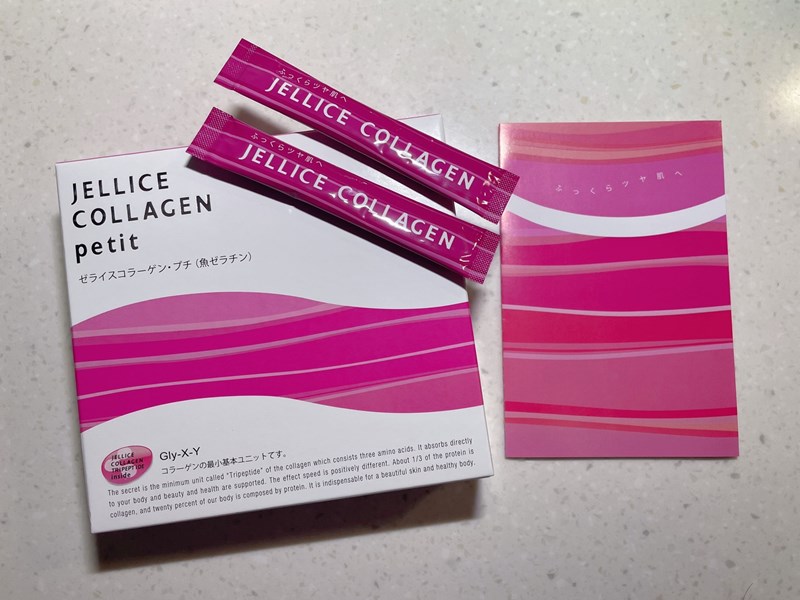 ふっくらツヤ肌へ
JELLICE COLLAGEN
ふっくらツヤ肌へ
JELLICE COLLAGEN
JELLICE
COLLAGEN
petit
ゼライスコラーゲン・プチ（魚ゼラチン）
JELLICE
COLLAGEN
TRIPEPTIDE
inside
Gly-X-Y
コラーゲンの最小基本ユニットです。
The secret is the minimum unit called "Tripeptide" of the collagen which consists three amino acids. It absorbs directly
to your body and beauty and health are supported. The effect speed is positively different. About 1/3 of the protein is
collagen, and twenty percent of our body is composed by protein. It is indispensable for a beautiful skin and healthy body.
ふっくらツヤ肌へ